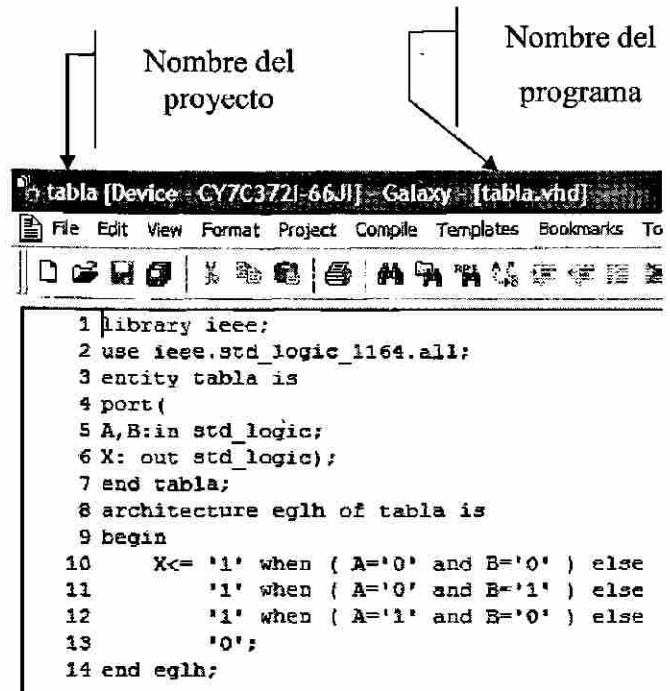 Nombre del
proyecto
Nombre del
programa
tabla [Device - CY7C372I-66JI] - Galaxy - [tabla.vhd]
File Edit View Format Project Compile Templates Bookmarks To
1 library ieee;
2 use ieee.std_logic_1164.all;
3 entity tabla is
4 port(
5 A,B:in std_logic;
6 X: out std_logic);
7 end tabla;
8 architecture eglh of tabla is
9 begin
10 X<= '1' when ( A='0' and B='0' ) else
11 '1' when ( A='0' and B='1' ) else
12 '1' when ( A='1' and B='0' ) else
13 '0';
14 end eglh;